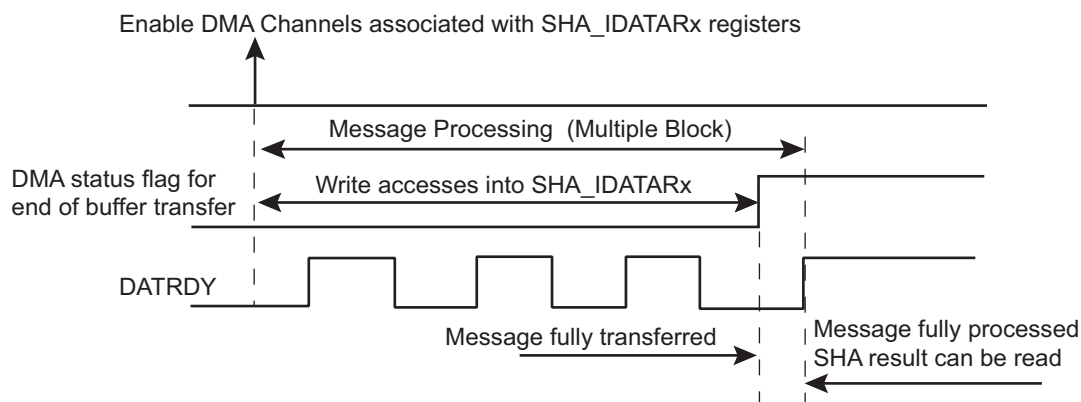 Enable DMA Channels associated with SHA_IDATARx registers
Message Processing (Multiple Block)
DMA status flag for
end of buffer transfer
Write accesses into SHA_IDATARx
DATRDY
Message fully transferred
Message fully processed
SHA result can be read